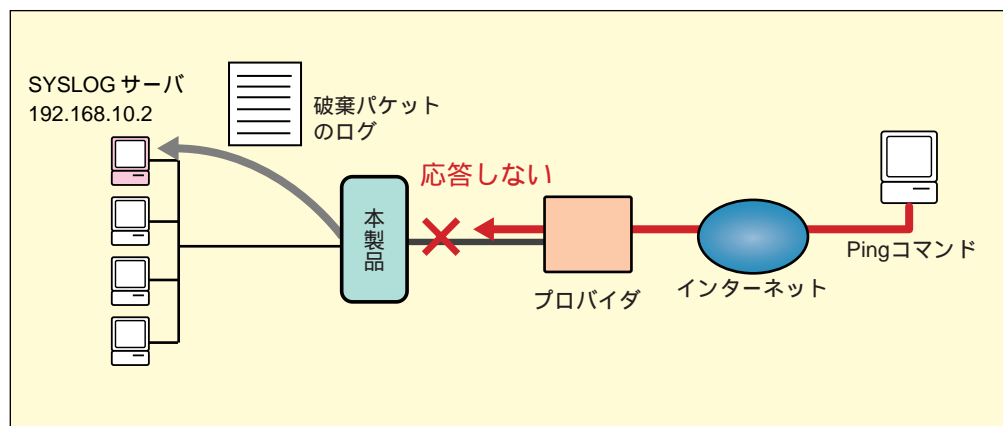 SYSLOG サーバ
192.168.10.2
破棄パケット
のログ
応答しない
本製品
Pingコマンド
プロバイダ
インターネット